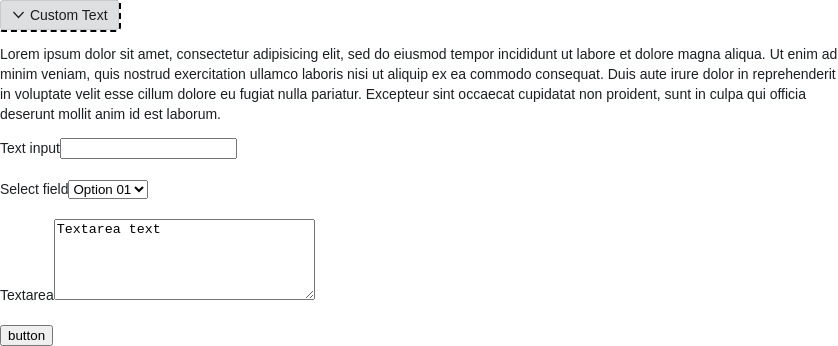 Custom Text
Lorem ipsum dolor sit amet, consectetur adipisicing elit, sed do eiusmod tempor incididunt ut labore et dolore magna aliqua. Ut enim ad
minim veniam, quis nostrud exercitation ullamco laboris nisi ut aliquip ex ea commodo consequat. Duis aute irure dolor in reprehenderit
in voluptate velit esse cillum dolore eu fugiat nulla pariatur. Excepteur sint occaecat cupidatat non proident, sunt in culpa qui officia
deserunt mollit anim id est laborum.
Text input
Select field Option 01
Textarea text
Textarea
button